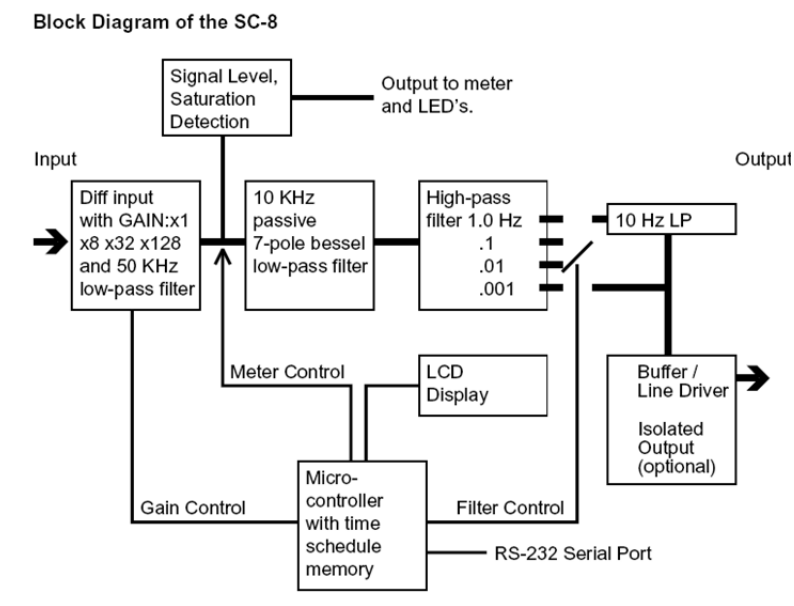 Block Diagram of the SC-8
Signal Level,
Saturation
Detection
Output to meter
and LED's.
Input
Output
Diff input
with GAIN:x1
x8 x32 x128
and 50 KHz
low-pass filter
10 KHz
passive
7-pole bessel
low-pass filter
High-pass
filter 1.0 Hz
.1
.01
.001
10 Hz LP
Meter Control
LCD
Display
Buffer /
Line Driver
Isolated
Output
(optional)
Micro-
controller
with time
schedule
memory
Gain Control
Filter Control
RS-232 Serial Port